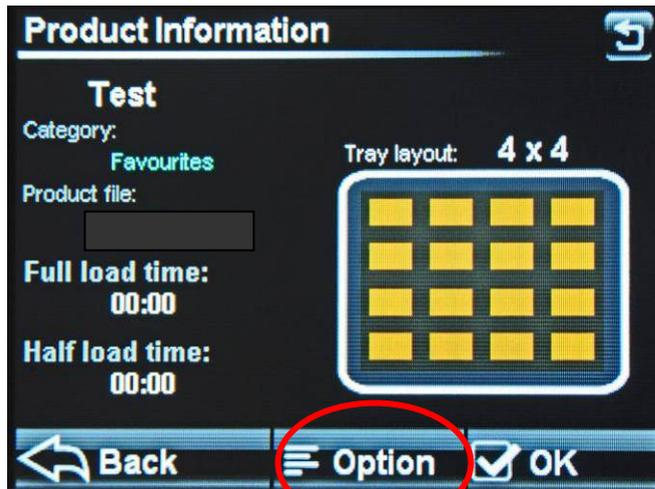 Product Information
Test
Category:
Favourites
Product file:
Full load time:
00:00
Half load time:
00:00
Tray layout: 4 x 4
Back
Option
OK